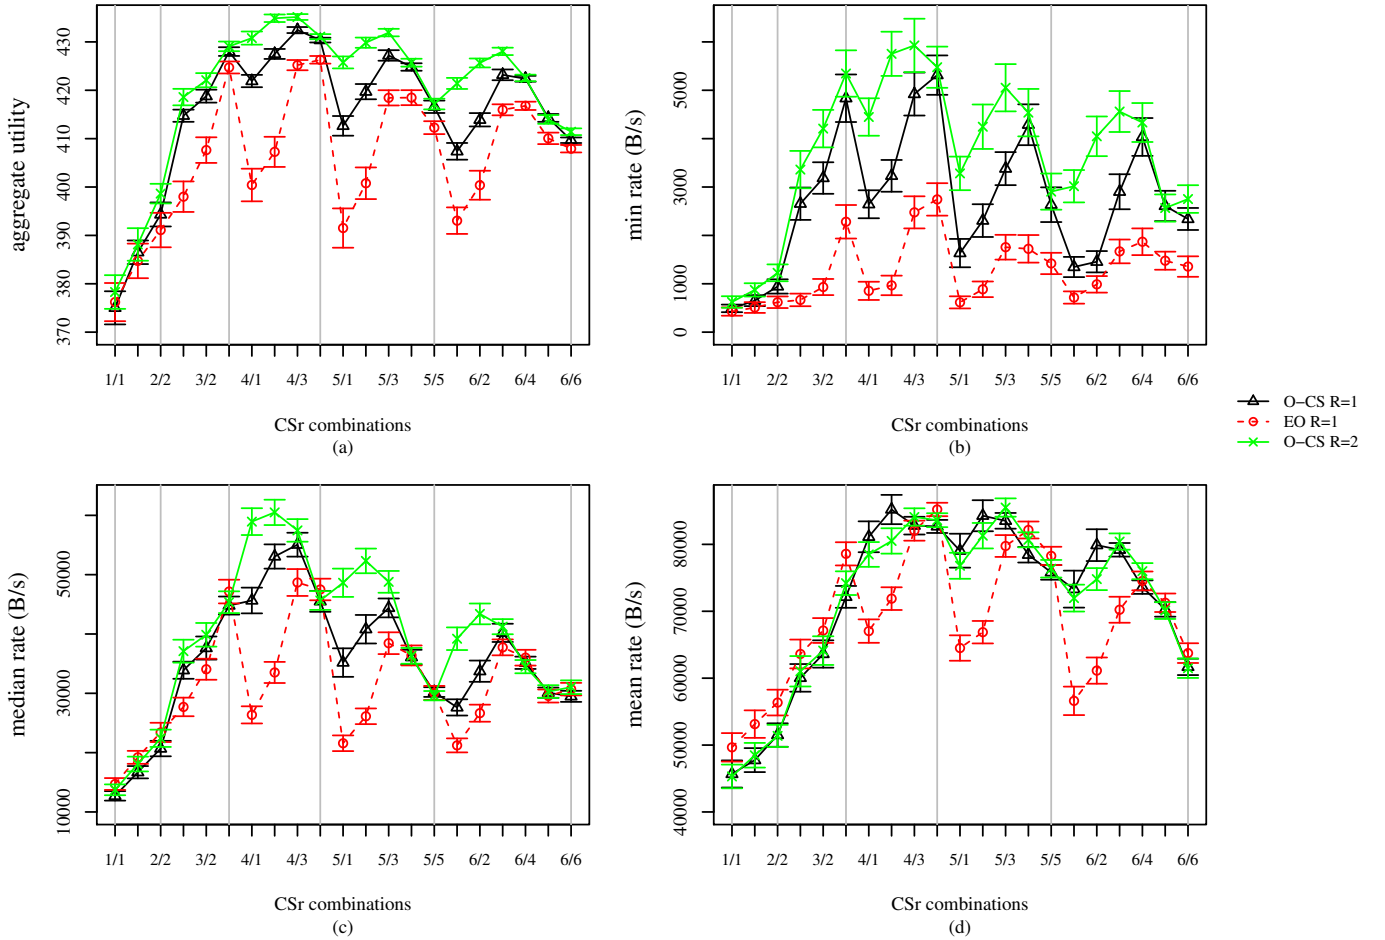 aggregate utility
370 380 390 400 410 420 430
1/1 2/2 3/2 4/1 4/3 5/1 5/3 5/5 6/2 6/4 6/6
CSr combinations
(a)
min rate (B/s)
0 1000 3000 5000
1/1 2/2 3/2 4/1 4/3 5/1 5/3 5/5 6/2 6/4 6/6
CSr combinations
(b)
O−CS R=1
EO R=1
O−CS R=2
median rate (B/s)
10000 30000 50000
1/1 2/2 3/2 4/1 4/3 5/1 5/3 5/5 6/2 6/4 6/6
CSr combinations
(c)
mean rate (B/s)
40000 50000 60000 70000 80000
1/1 2/2 3/2 4/1 4/3 5/1 5/3 5/5 6/2 6/4 6/6
CSr combinations
(d)